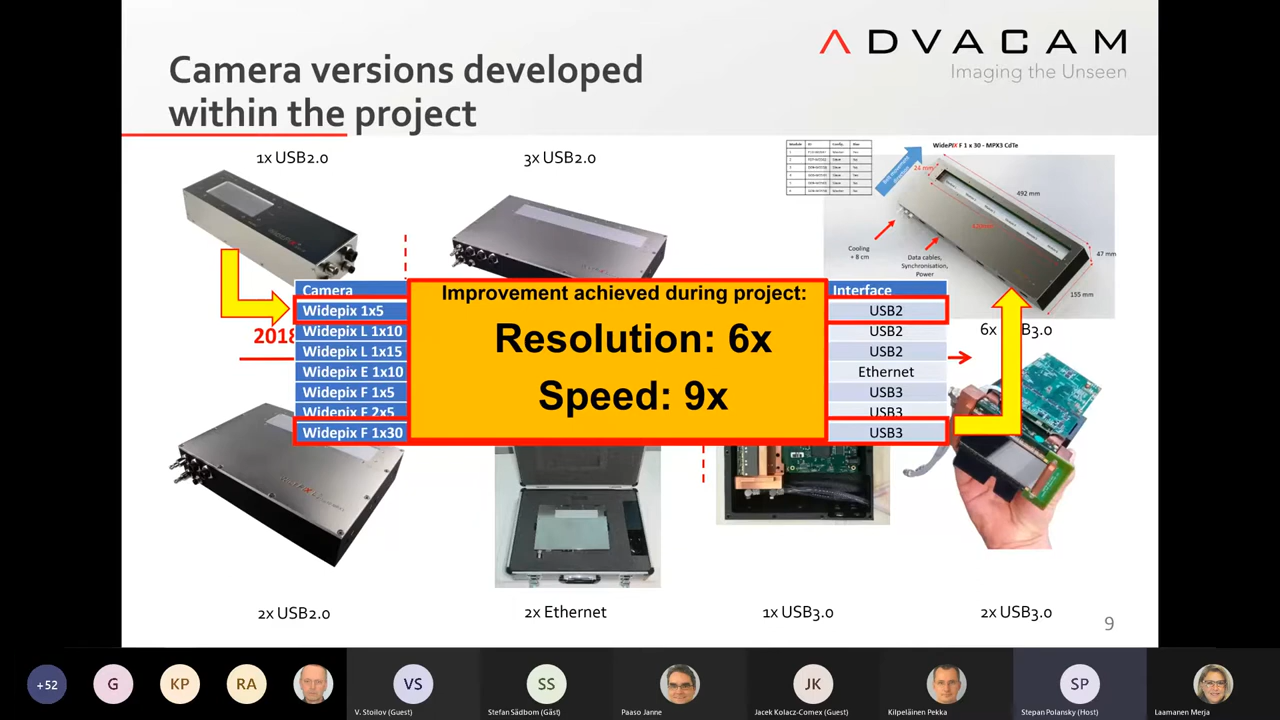 Camera versions developed
within the project
ADVACAM
Imaging the Unseen
1x USB2.0
3x USB2.0
WidePIX F 1 x 30 - MPX3 CdTe
24 mm
492 mm
47 mm
155 mm
Cooling
+ 8 cm
Data cables,
Synchronisation,
Power
2018
Camera
Interface
Widepix 1x5
USB2
Widepix L 1x10
USB2
Widepix L 1x15
USB2
Widepix E 1x10
Ethernet
Widepix F 1x5
USB3
Widepix F 2x5
USB3
Widepix F 1x30
USB3
Improvement achieved during project:
Resolution: 6x
Speed: 9x
2x USB2.0
2x Ethernet
1x USB3.0
2x USB3.0
9
+52
G
KP
RA
VS
V. Stoilov (Guest)
SS
Stefan Sädbom (Gäst)
Paaso Janne
JK
Jacek Kolacz-Comex (Guest)
Kilpeläinen Pekka
SP
Stepan Polansky (Host)
Laamanen Merja